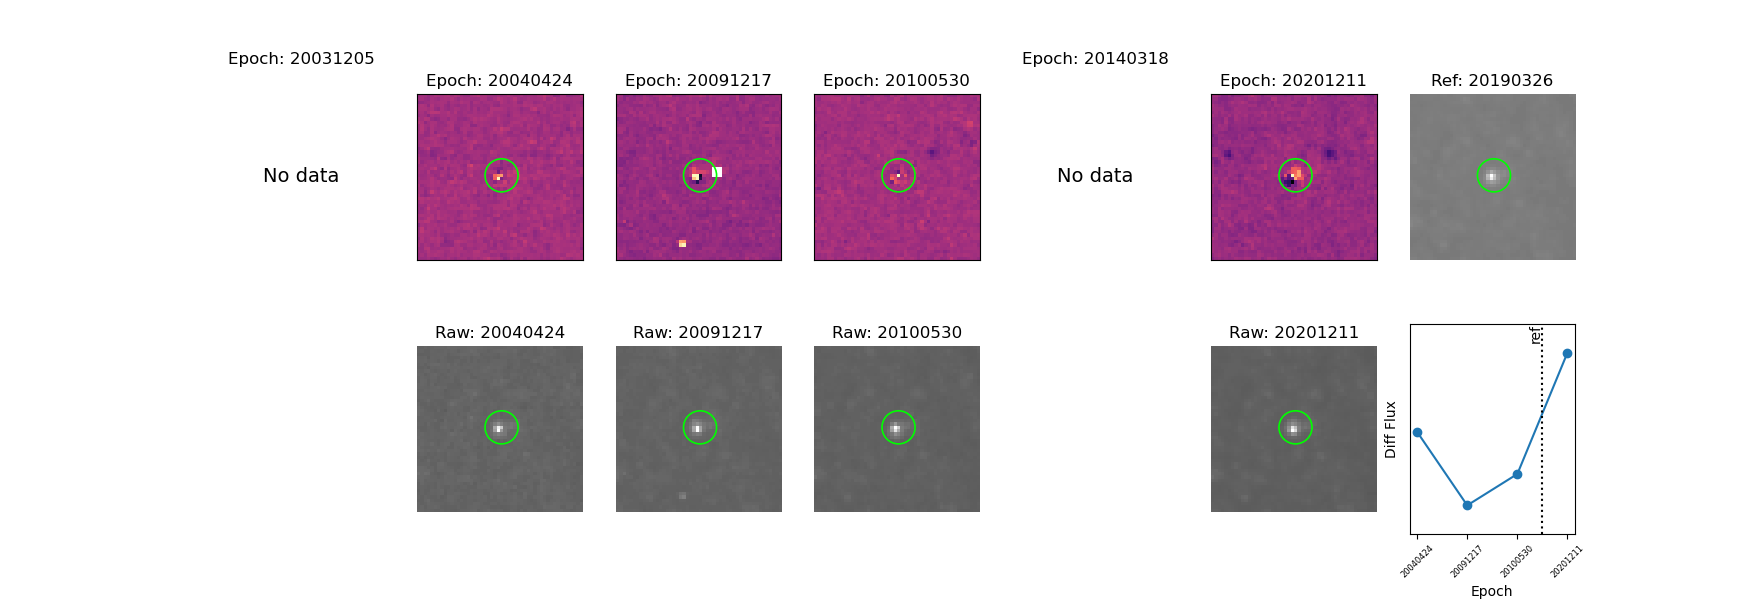 Epoch: 20031205
Epoch: 20040424
Epoch: 20091217
Epoch: 20100530
Epoch: 20140318
Epoch: 20201211
Ref: 20190326
No data
No data
Raw: 20040424
Raw: 20091217
Raw: 20100530
Raw: 20201211
ref
Diff Flux
20040424
20091217
20100530
20201211
Epoch